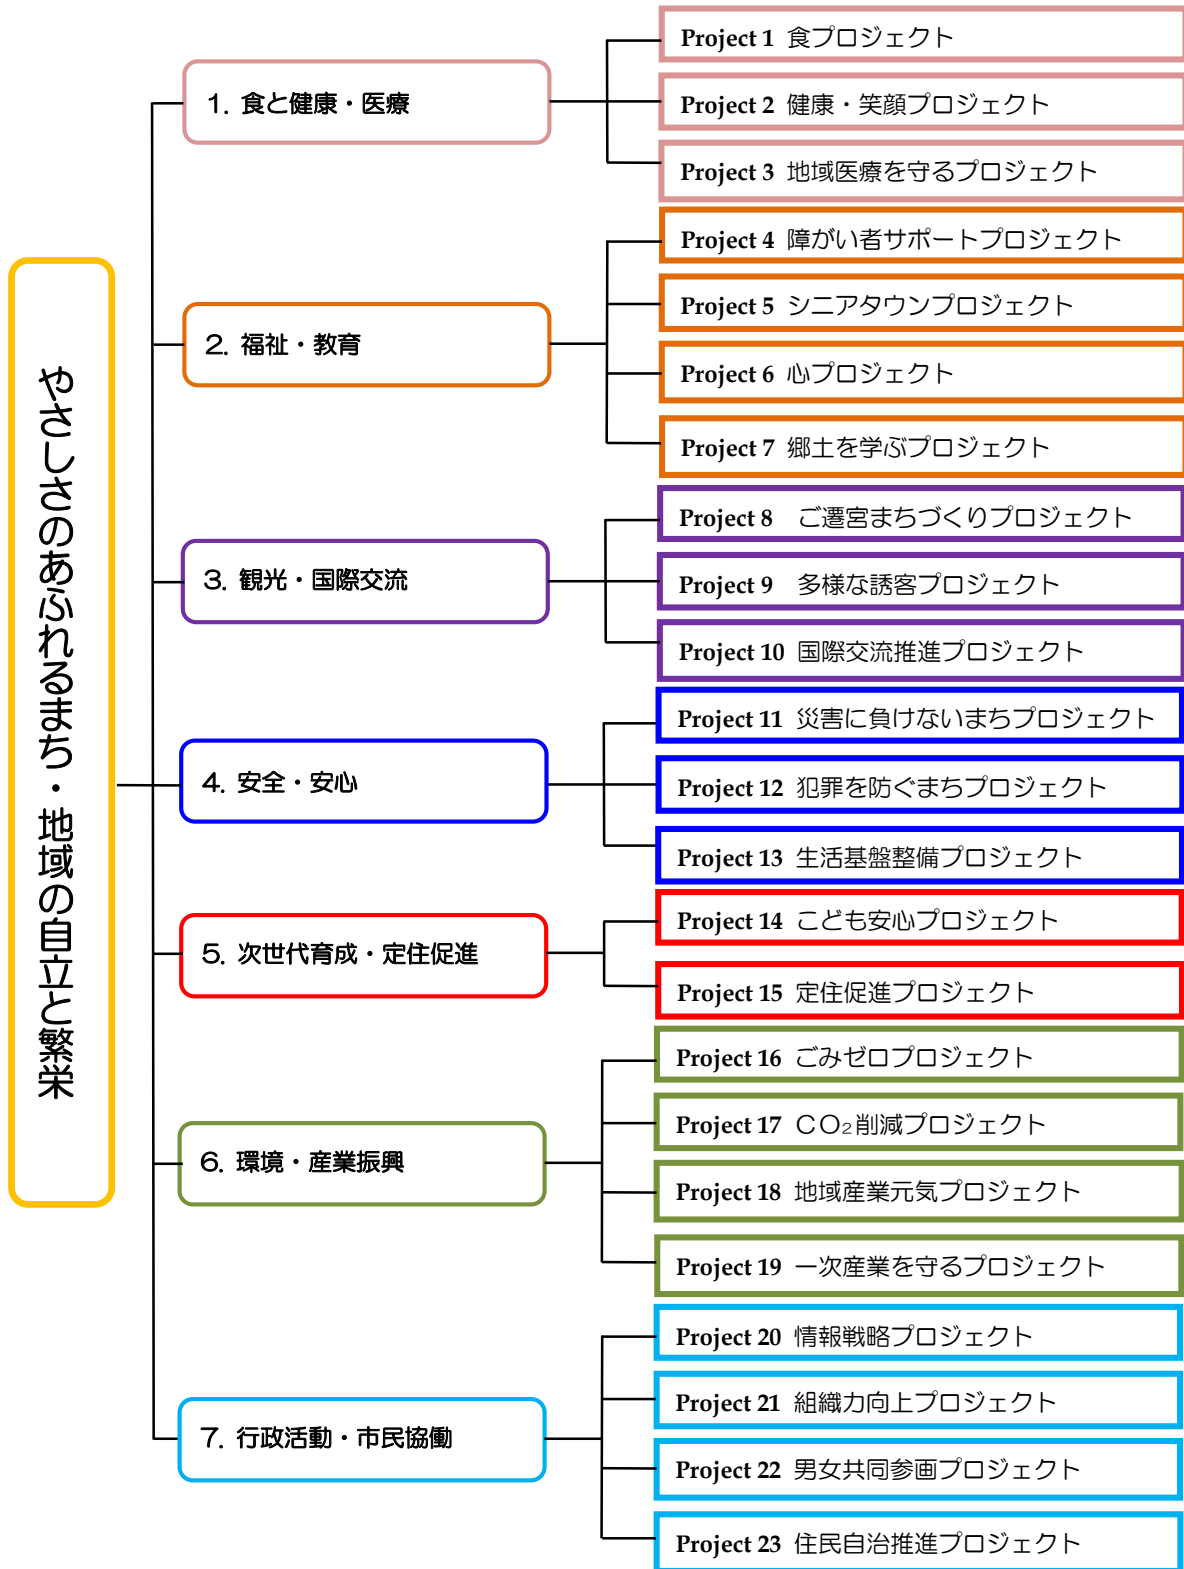 やさしさのあふれるまち・地域の自立と繁栄
1. 食と健康・医療
Project 1 食プロジェクト
Project 2 健康・笑顔プロジェクト
Project 3 地域医療を守るプロジェクト
2. 福祉・教育
Project 4 障がい者サポートプロジェクト
Project 5 シニアタウンプロジェクト
Project 6 心プロジェクト
Project 7 郷土を学ぶプロジェクト
3. 観光・国際交流
Project 8 ご遷宮まちづくりプロジェクト
Project 9 多様な誘客プロジェクト
Project 10 国際交流推進プロジェクト
4. 安全・安心
Project 11 災害に負けないまちプロジェクト
Project 12 犯罪を防ぐまちプロジェクト
Project 13 生活基盤整備プロジェクト
5. 次世代育成・定住促進
Project 14 こども安心プロジェクト
Project 15 定住促進プロジェクト
6. 環境・産業振興
Project 16 ごみゼロプロジェクト
Project 17 ＣＯ₂削減プロジェクト
Project 18 地域産業元気プロジェクト
Project 19 一次産業を守るプロジェクト
7. 行政活動・市民協働
Project 20 情報戦略プロジェクト
Project 21 組織力向上プロジェクト
Project 22 男女共同参画プロジェクト
Project 23 住民自治推進プロジェクト